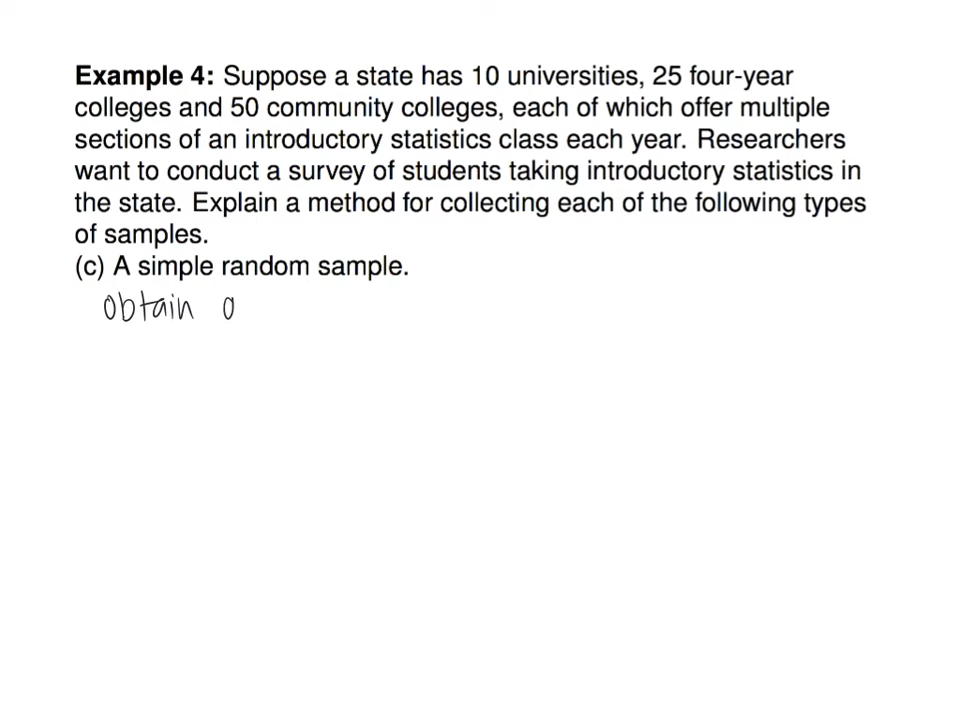 Example 4: Suppose a state has 10 universities, 25 four-year
colleges and 50 community colleges, each of which offer multiple
sections of an introductory statistics class each year. Researchers
want to conduct a survey of students taking introductory statistics in
the state. Explain a method for collecting each of the following types
of samples.
(c) A simple random sample.
obtain a